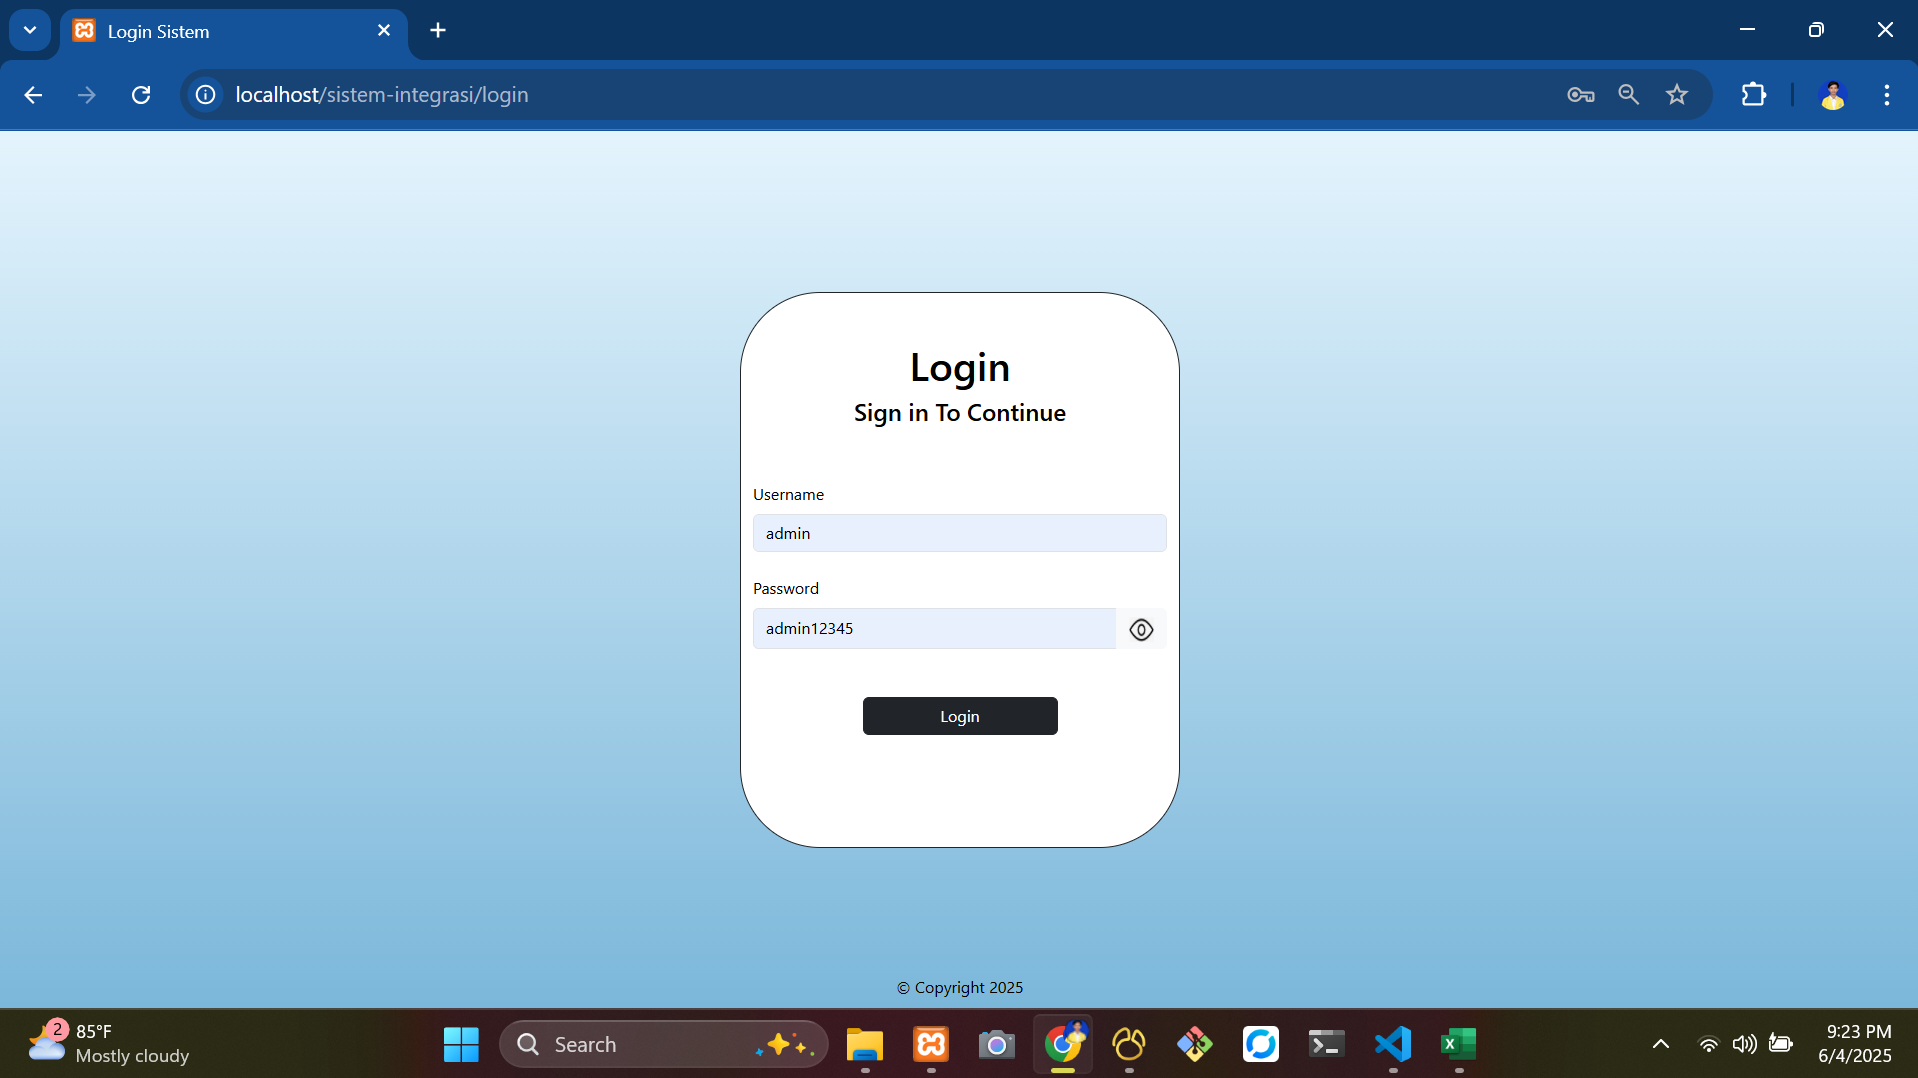 Login Sistem
localhost/sistem-integrasi/login
Login
Sign in To Continue
Username
admin
Password
admin12345
Login
© Copyright 2025
2
85°F
Mostly cloudy
Search
9:23 PM
6/4/2025